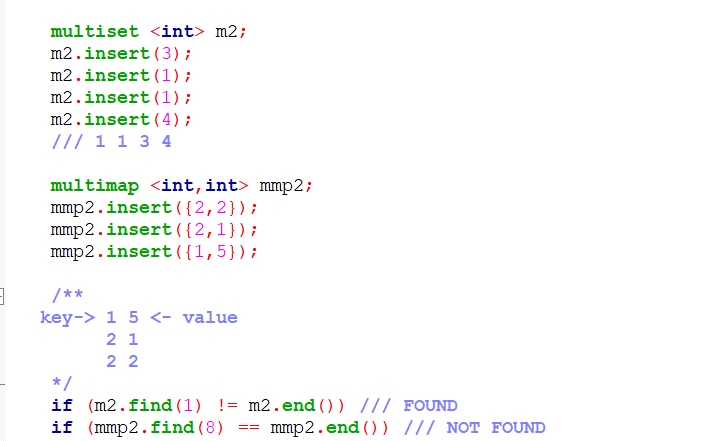 multiset <int> m2;
m2.insert(3);
m2.insert(1);
m2.insert(1);
m2.insert(4);
/// 1 1 3 4
multimap <int,int> mmp2;
mmp2.insert({2,2});
mmp2.insert({2,1});
mmp2.insert({1,5});
/**
key-> 1 5 <- value
2 1
2 2
*/
if (m2.find(1) != m2.end()) /// FOUND
if (mmp2.find(8) == mmp2.end()) /// NOT FOUND